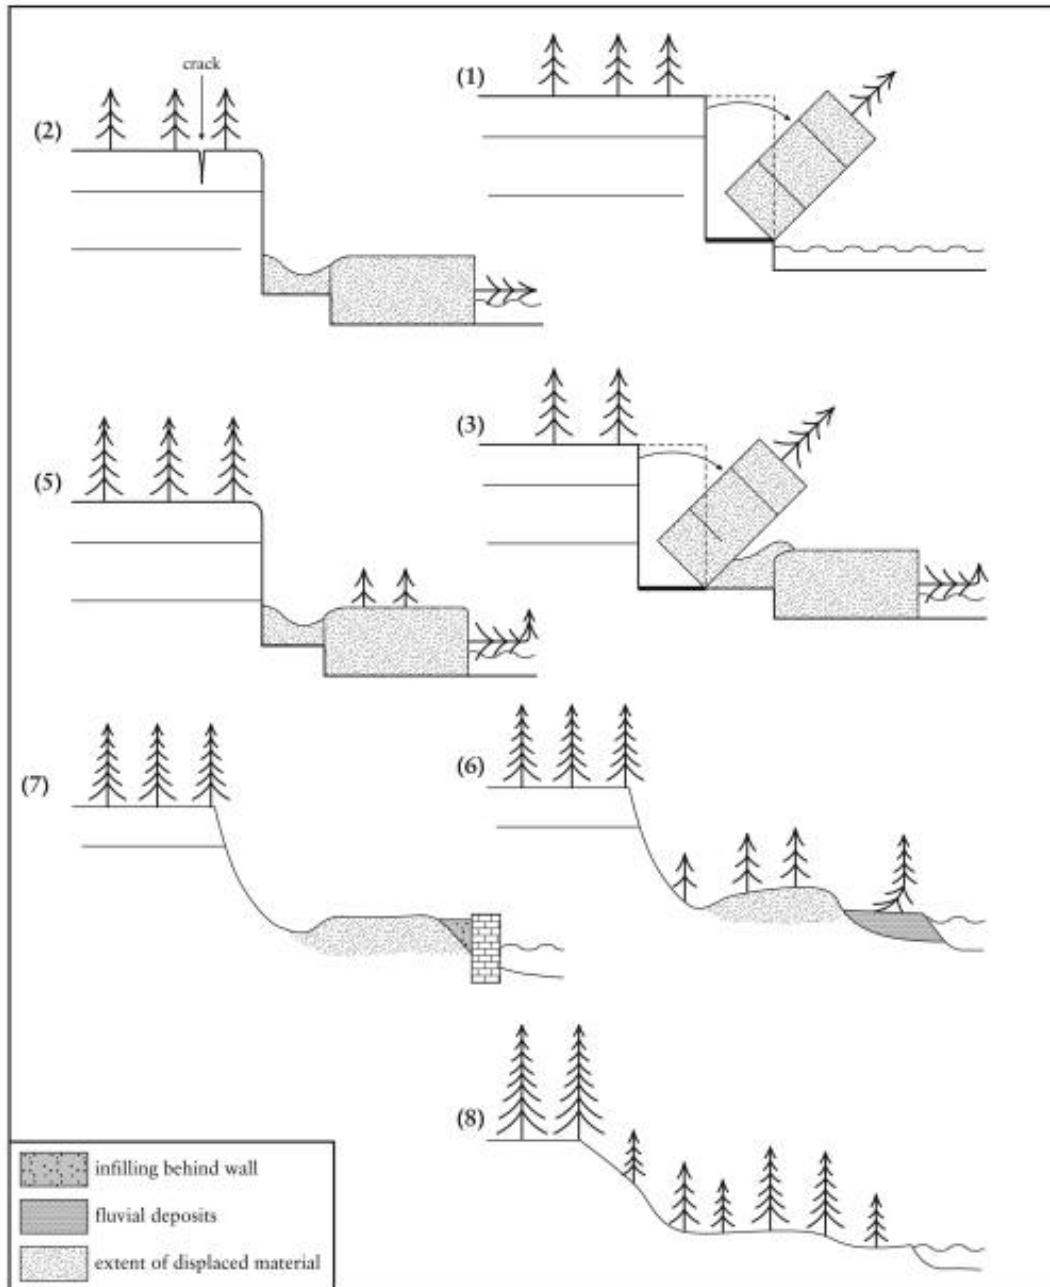 crack
(1)
(2)
(3)
(5)
(6)
(7)
(8)
infilling behind wall
fluvial deposits
extent of displaced material